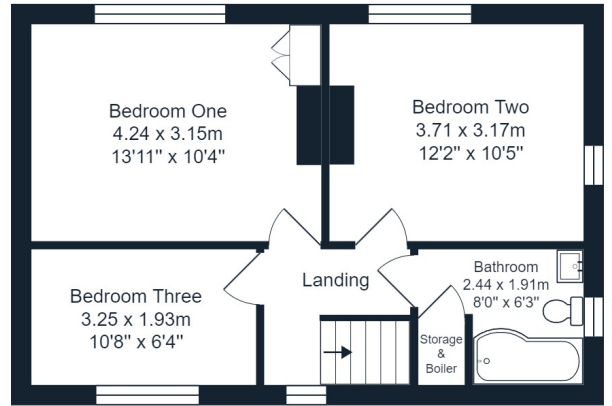 Bedroom One
4.24 x 3.15m
13'11" x 10'4"
Bedroom Two
3.71 x 3.17m
12'2" x 10'5"
Bedroom Three
3.25 x 1.93m
10'8" x 6'4"
Landing
Bathroom
2.44 x 1.91m
8'0" x 6'3"
Storage
&
Boiler